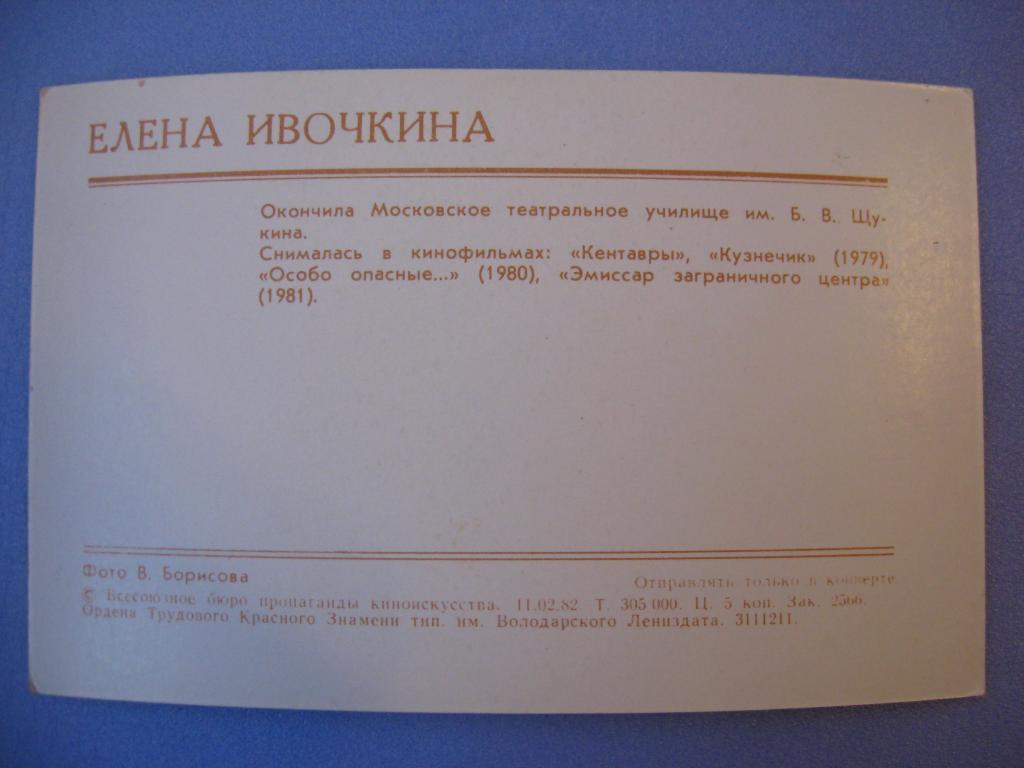 ЕЛЕНА ИВОЧКИНА
Окончила Московское театральное училище им. Б. В. Щу-
кина.
Снималась в кинофильмах: «Кентавры», «Кузнечик» (1979),
«Особо опасные...» (1980), «Эмиссар заграничного центра»
(1981).
Фото В. Борисова
Отправлять только в конверте
© Всесоюзное бюро пропаганды киноискусства. 11.02.82 Т. 305 000. Ц. 5 коп. Зак. 2566.
Ордена Трудового Красного Знамени тип. им. Володарского Лениздата. 3111211.